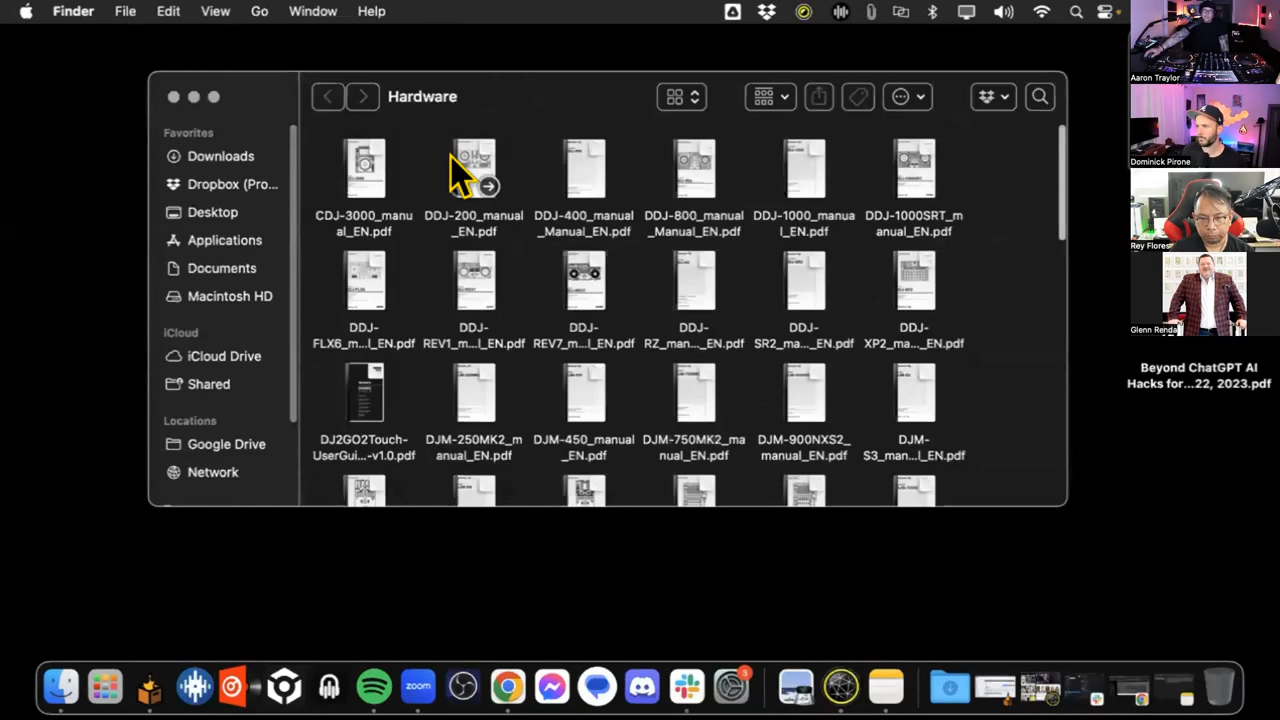 Finder File Edit View Go Window Help
Hardware
Favorites
Downloads
Dropbox (Pro...
Desktop
Applications
Documents
Macintosh HD
iCloud
iCloud Drive
Shared
Locations
Google Drive
Network
CDJ-3000_manu
al_EN.pdf
DDJ-200_manual
_EN.pdf
DDJ-400_manual
_Manual_EN.pdf
DDJ-800_manual
_Manual_EN.pdf
DDJ-1000_manua
l_EN.pdf
DDJ-1000SRT_m
anual_EN.pdf
DDJ-
FLX6_m...l_EN.pdf
DDJ-
REV1_m...l_EN.pdf
DDJ-
REV7_m...l_EN.pdf
DDJ-
RZ_man..._EN.pdf
DDJ-
SR2_ma..._EN.pdf
DDJ-
XP2_ma..._EN.pdf
DJ2GO2Touch-
UserGui...-v1.0.pdf
DJM-250MK2_m
anual_EN.pdf
DJM-450_manual
_EN.pdf
DJM-750MK2_ma
nual_EN.pdf
DJM-900NXS2_
manual_EN.pdf
DJM-
S3_man..._EN.pdf
Aaron Traylor
Dominick Pirone
Rey Flores
Glenn Renda
Beyond ChatGPT AI
Hacks for...22, 2023.pdf
zoom
3